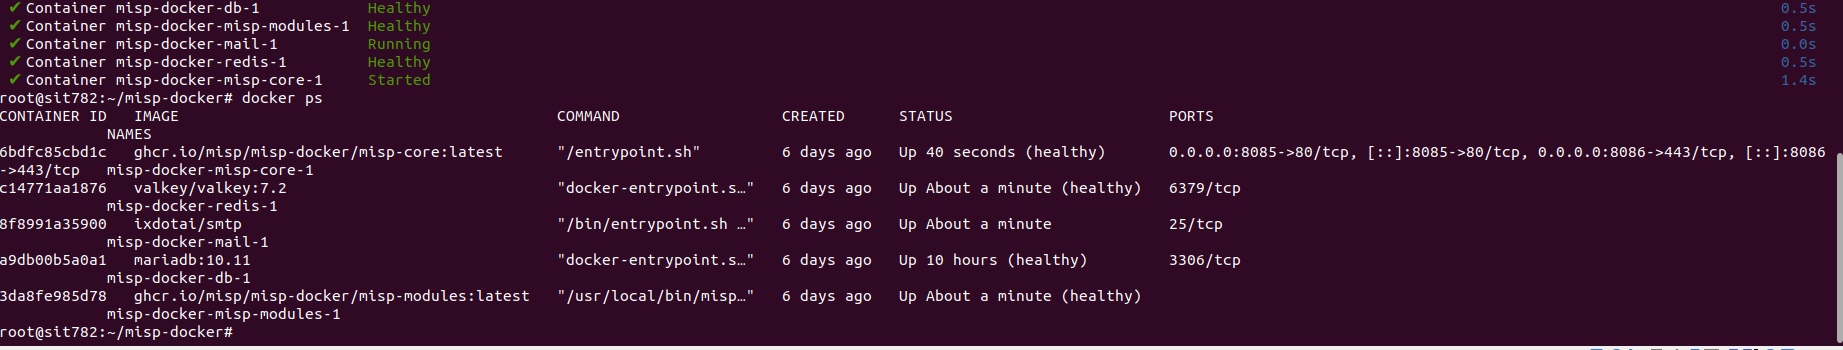 ✔ Container misp-docker-db-1 Healthy 0.5s
✔ Container misp-docker-misp-modules-1 Healthy 0.5s
✔ Container misp-docker-mail-1 Running 0.0s
✔ Container misp-docker-redis-1 Healthy 0.5s
✔ Container misp-docker-misp-core-1 Started 1.4s
root@sit782:~/misp-docker# docker ps
CONTAINER ID IMAGE COMMAND CREATED STATUS PORTS
NAMES
6bdfc85cbd1c ghcr.io/misp/misp-docker/misp-core:latest "/entrypoint.sh" 6 days ago Up 40 seconds (healthy) 0.0.0.0:8085->80/tcp, [::]:8085->80/tcp, 0.0.0.0:8086->443/tcp, [::]:8086
->443/tcp misp-docker-misp-core-1
c14771aa1876 valkey/valkey:7.2 "docker-entrypoint.s…" 6 days ago Up About a minute (healthy) 6379/tcp
misp-docker-redis-1
8f8991a35900 ixdotai/smtp "/bin/entrypoint.sh …" 6 days ago Up About a minute 25/tcp
misp-docker-mail-1
a9db00b5a0a1 mariadb:10.11 "docker-entrypoint.s…" 6 days ago Up 10 hours (healthy) 3306/tcp
misp-docker-db-1
3da8fe985d78 ghcr.io/misp/misp-docker/misp-modules:latest "/usr/local/bin/misp…" 6 days ago Up About a minute (healthy)
misp-docker-misp-modules-1
root@sit782:~/misp-docker#